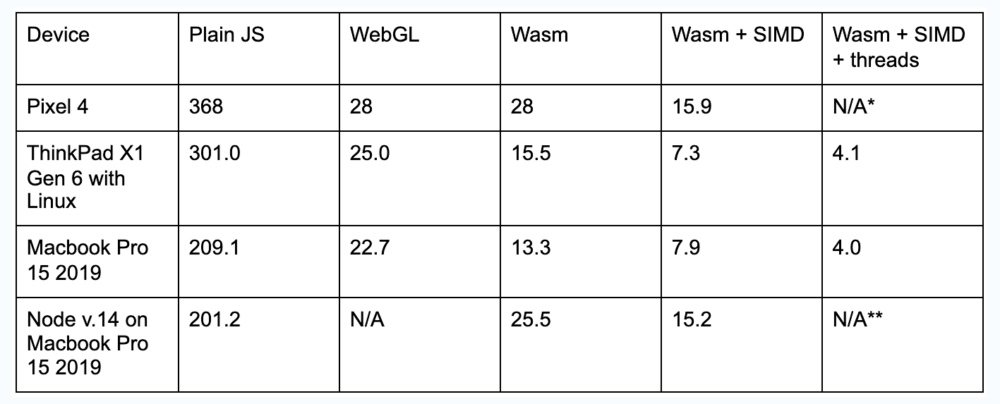 Device
Plain JS
WebGL
Wasm
Wasm + SIMD
Wasm + SIMD
+ threads
Pixel 4
368
28
28
15.9
N/A*
ThinkPad X1
Gen 6 with
Linux
301.0
25.0
15.5
7.3
4.1
Macbook Pro
15 2019
209.1
22.7
13.3
7.9
4.0
Node v.14 on
Macbook Pro
15 2019
201.2
N/A
25.5
15.2
N/A**